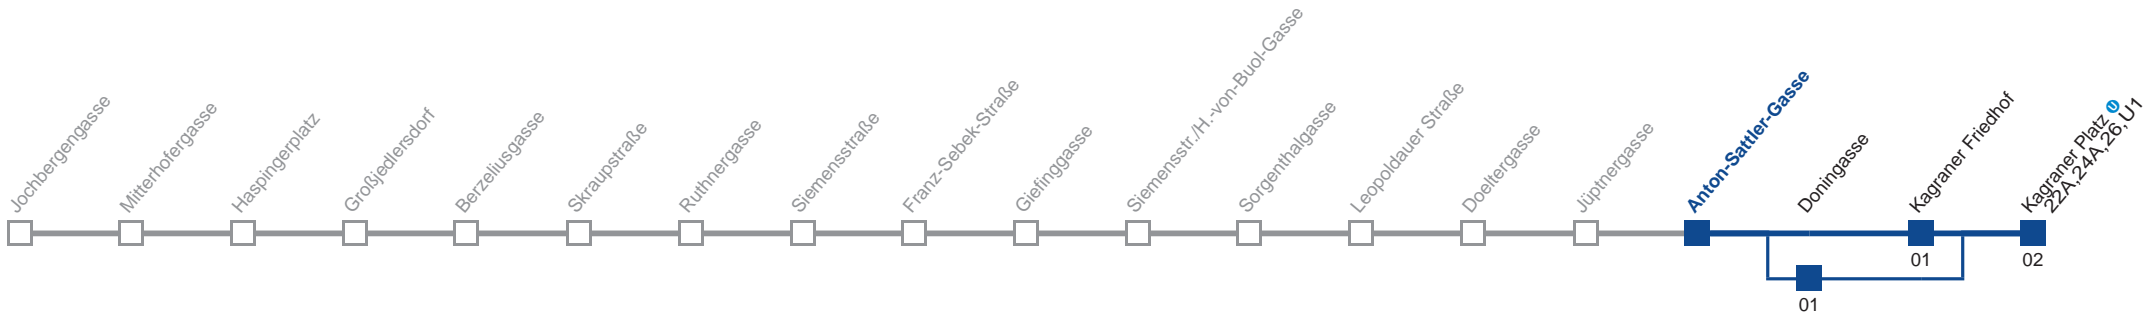 Jochbergengasse
Mitterhofergasse
Haspingerplatz
Großjedlersdorf
Berzeliusgasse
Skraupstraße
Ruthnergasse
Siemensstraße
Franz-Sebek-Straße
Giefinggasse
Siemensstr./H.-von-Buol-Gasse
Sorgenthalgasse
Leopoldauer Straße
Doeltergasse
Jüptnergasse
Anton-Sattler-Gasse
Doningasse
Kagraner Friedhof
Kagraner Platz U
22A,24A,26,U1
01
02
01